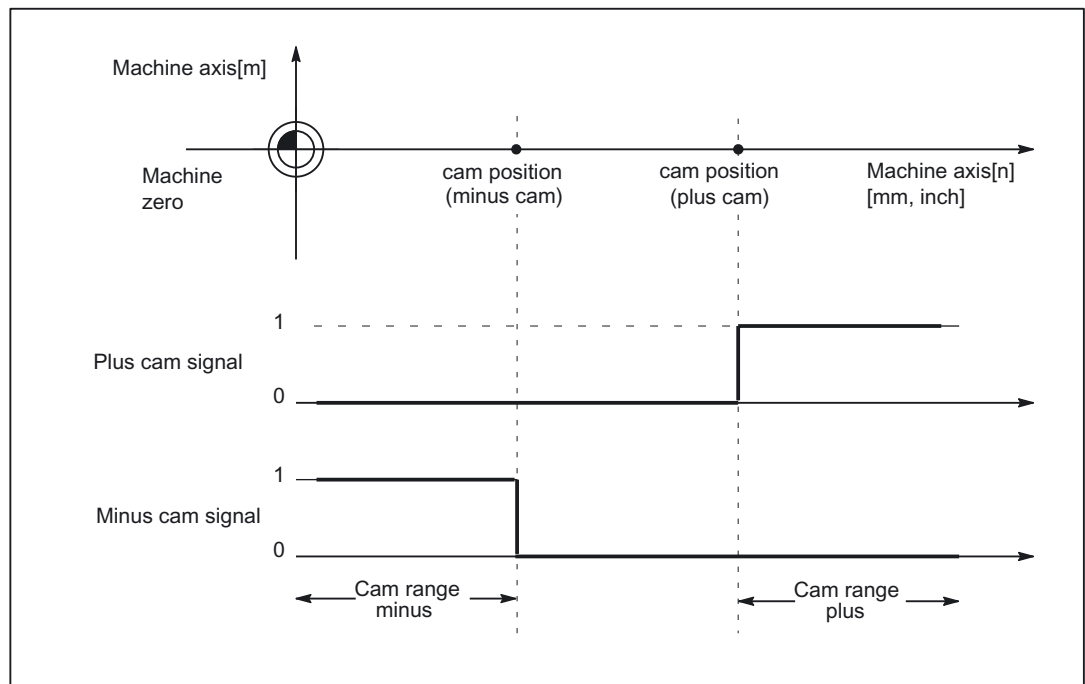 Machine axis[m]
Machine
zero
cam position
(minus cam)
cam position
(plus cam)
Machine axis[n]
[mm, inch]
1
Plus cam signal
0
1
Minus cam signal
0
Cam range
minus
Cam range
plus